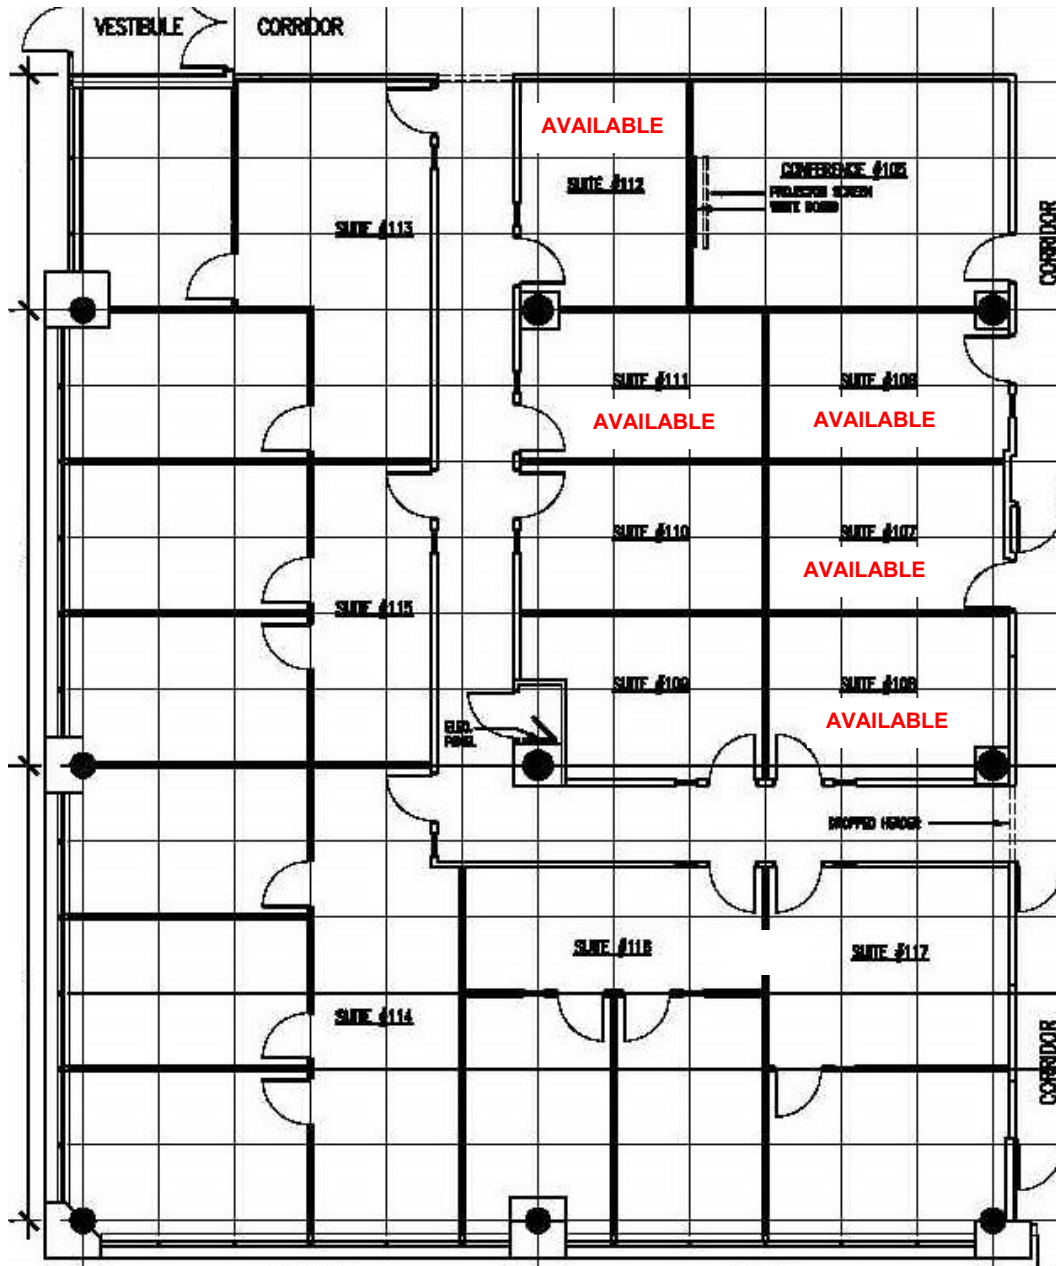 VESTIBULE
CORRIDOR
AVAILABLE
SUITE #112
CONFERENCE #105
PROJECTOR SCREEN
WHITE BOARD
SUITE #113
CORRIDOR
SUITE #111
AVAILABLE
SUITE #106
AVAILABLE
SUITE #110
SUITE #107
AVAILABLE
SUITE #115
SUITE #109
SUITE #108
AVAILABLE
ELEC.
PANEL
DROPPED HEADER
SUITE #116
SUITE #117
SUITE #114
CORRIDOR